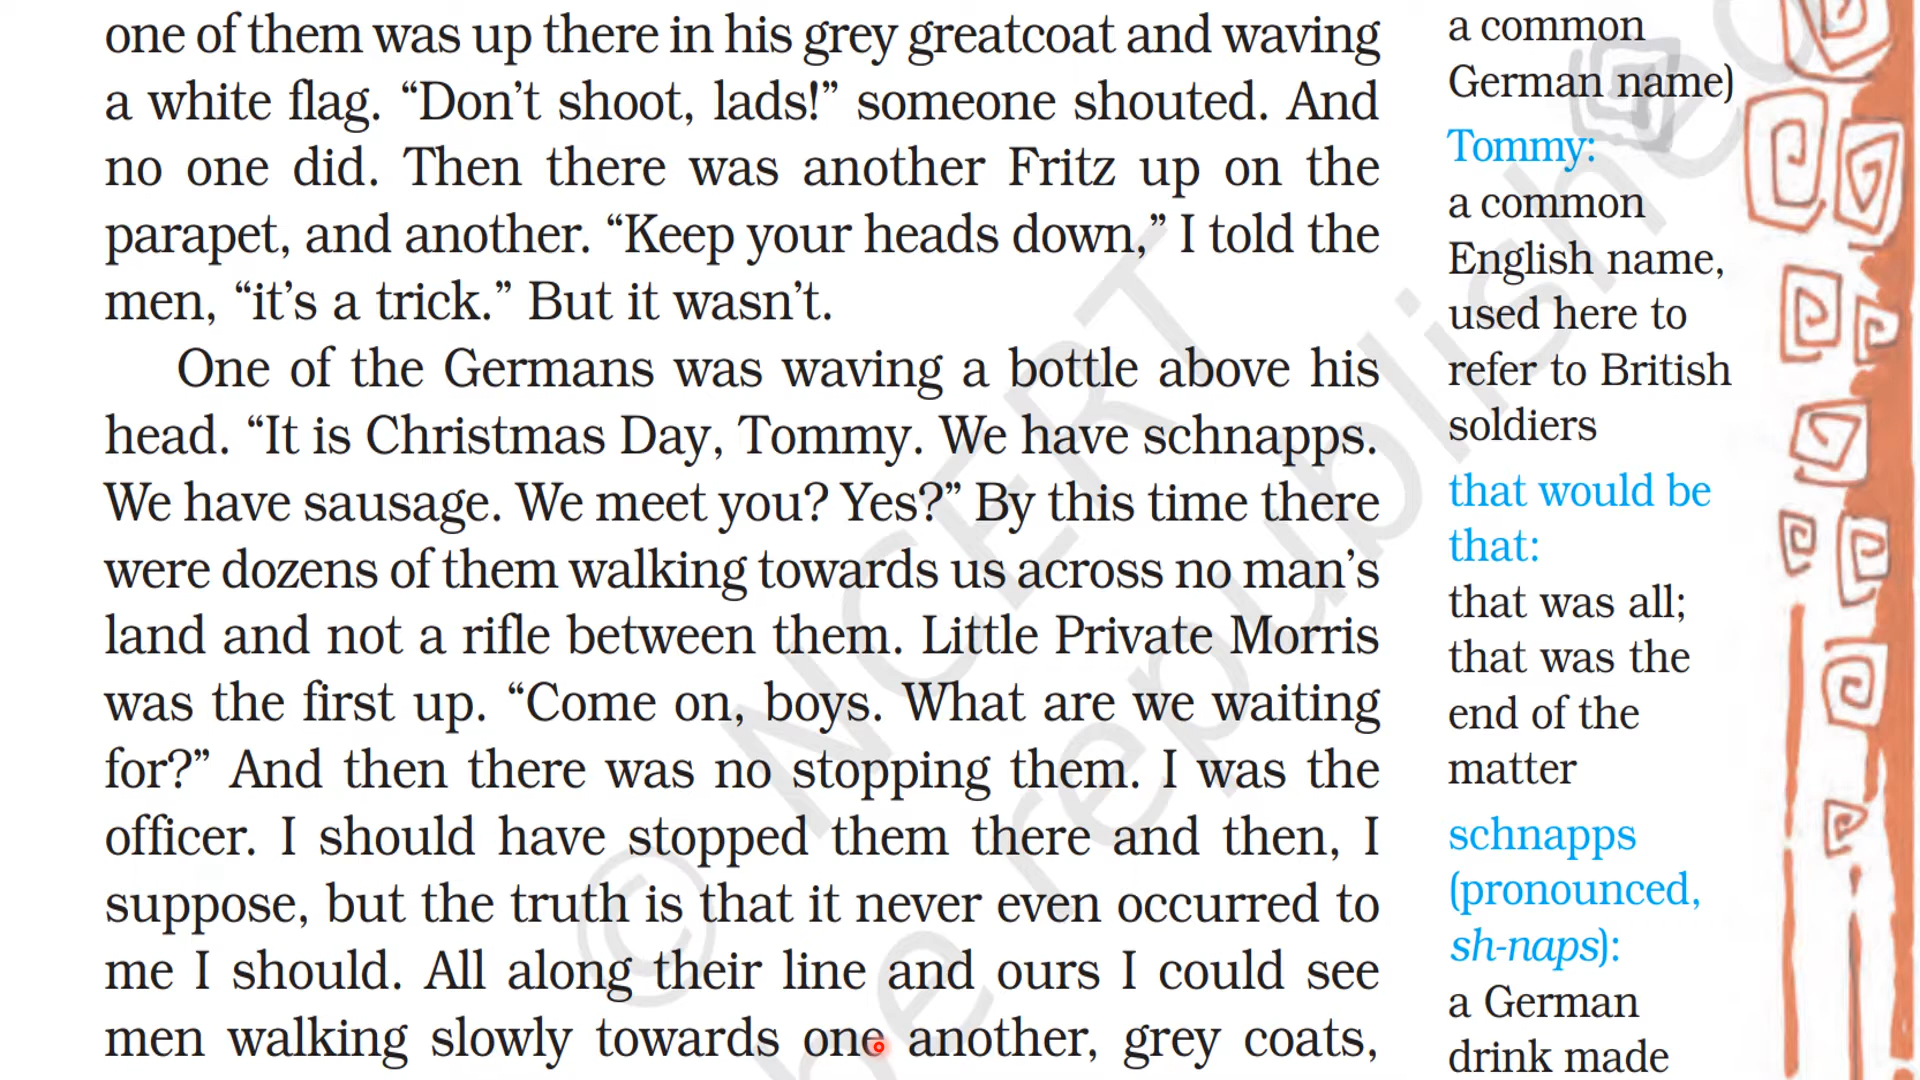 one of them was up there in his grey greatcoat and waving
a white flag. “Don’t shoot, lads!” someone shouted. And
no one did. Then there was another Fritz up on the
parapet, and another. “Keep your heads down,” I told the
men, “it’s a trick.” But it wasn’t.
One of the Germans was waving a bottle above his
head. “It is Christmas Day, Tommy. We have schnapps.
We have sausage. We meet you? Yes?” By this time there
were dozens of them walking towards us across no man’s
land and not a rifle between them. Little Private Morris
was the first up. “Come on, boys. What are we waiting
for?” And then there was no stopping them. I was the
officer. I should have stopped them there and then, I
suppose, but the truth is that it never even occurred to
me I should. All along their line and ours I could see
men walking slowly towards one another, grey coats,
a common
German name)
Tommy:
a common
English name,
used here to
refer to British
soldiers
that would be
that:
that was all;
that was the
end of the
matter
schnapps
(pronounced,
sh-naps):
a German
drink made
© NCERT
be republished